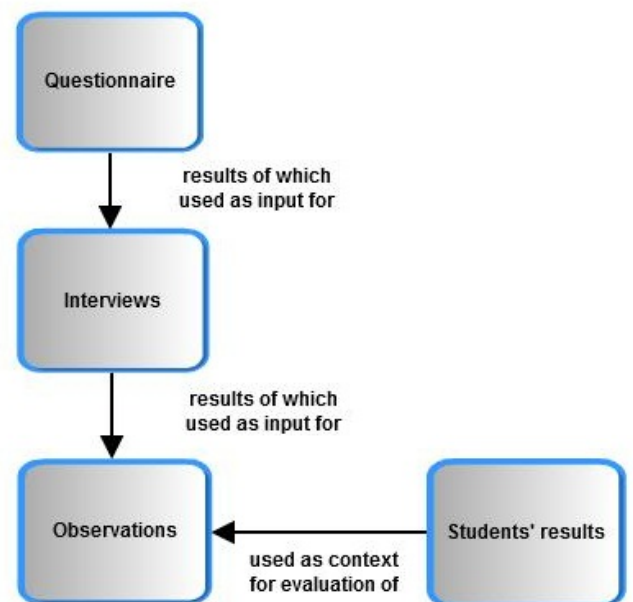 Questionnaire
results of which
used as input for
Interviews
results of which
used as input for
Observations
Students' results
used as context
for evaluation of